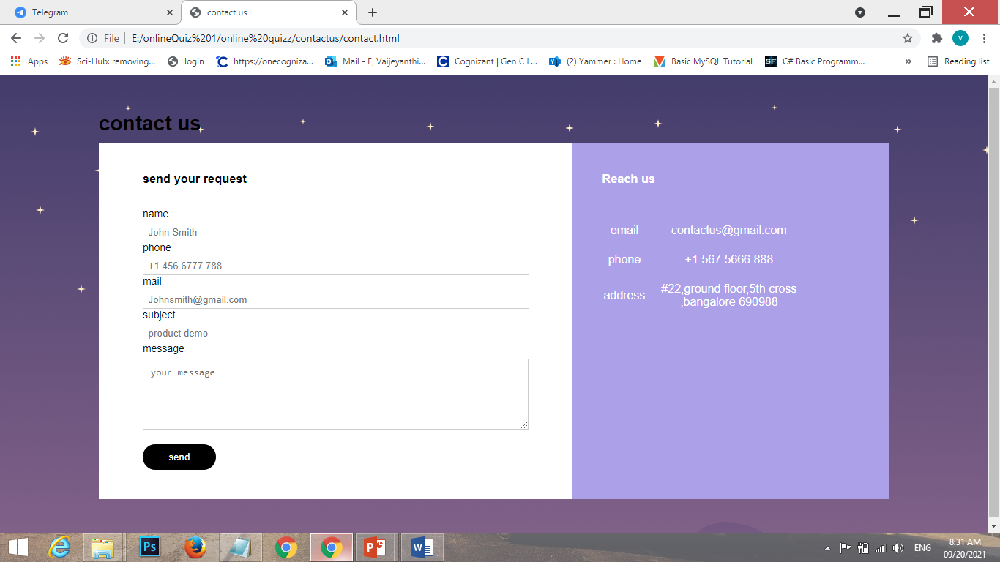 Telegram
contact us
File
E:/onlineQuiz%201/online%20quizz/contactus/contact.html
V
Apps
Sci-Hub: removing...
login
https://onecogniza...
Mail - E, Vaijeyanthi...
Cognizant | Gen C L...
(2) Yammer : Home
Basic MySQL Tutorial
SF
C# Basic Programm...
»
Reading list
contact us
send your request
name
John Smith
phone
+1 456 6777 788
mail
Johnsmith@gmail.com
subject
product demo
message
your message
send
Reach us
email contactus@gmail.com
phone +1 567 5666 888
address #22,ground floor,5th cross
,bangalore 690988
Ps
ENG
8:31 AM
09/20/2021